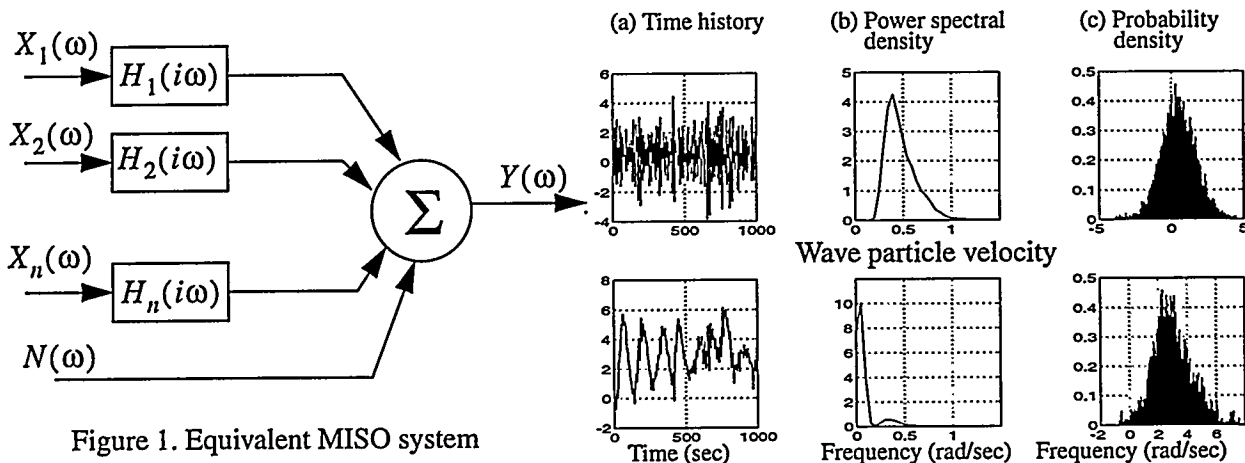 X₁(ω)
H₁(iω)
X₂(ω)
H₂(iω)
Σ
Y(ω)
Xₙ(ω)
Hₙ(iω)
N(ω)
Figure 1. Equivalent MISO system
(a) Time history
(b) Power spectral density
(c) Probability density
6
4
2
0
-2
-4
0 500 1000
5
4
3
2
1
0
0 0.5 1
0.5
0.4
0.3
0.2
0.1
0
-5 0 5
Wave particle velocity
8
6
4
2
0
-2
0 500 1000
Time (sec)
10
8
6
4
2
0
0 0.5 1
Frequency (rad/sec)
0.5
0.4
0.3
0.2
0.1
0
-2 0 2 4 6
Frequency (rad/sec)